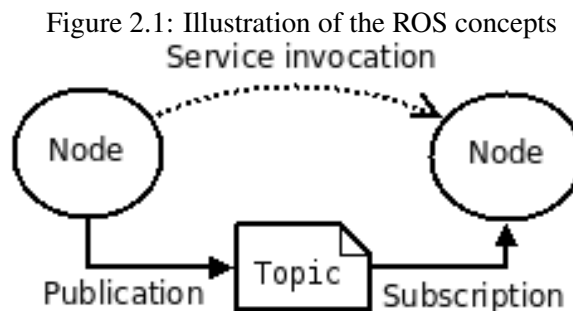 Figure 2.1: Illustration of the ROS concepts
Service invocation
Node
Node
Topic
Publication
Subscription